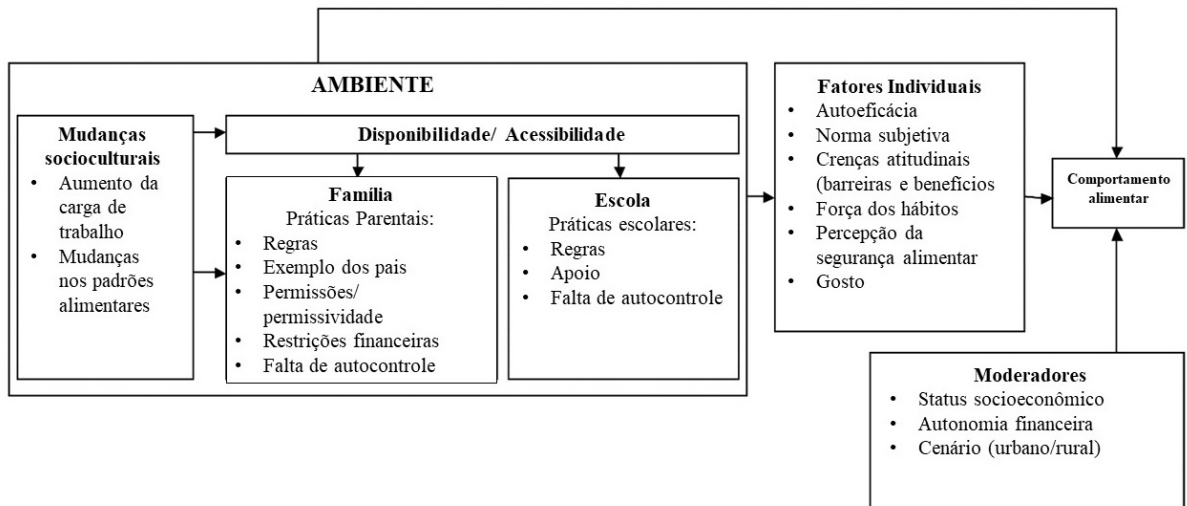 AMBIENTE
Mudanças
socioculturais
• Aumento da
carga de
trabalho
• Mudanças
nos padrões
alimentares
Disponibilidade/ Acessibilidade
Família
Práticas Parentais:
• Regras
• Exemplo dos pais
• Permissões/
permissividade
• Restrições financeiras
• Falta de autocontrole
Escola
Práticas escolares:
• Regras
• Apoio
• Falta de autocontrole
Fatores Individuais
• Autoeficácia
• Norma subjetiva
• Crenças atitudinais
(barreiras e benefícios
• Força dos hábitos
• Percepção da
segurança alimentar
• Gosto
Comportamento
alimentar
Moderadores
• Status socioeconômico
• Autonomia financeira
• Cenário (urbano/rural)